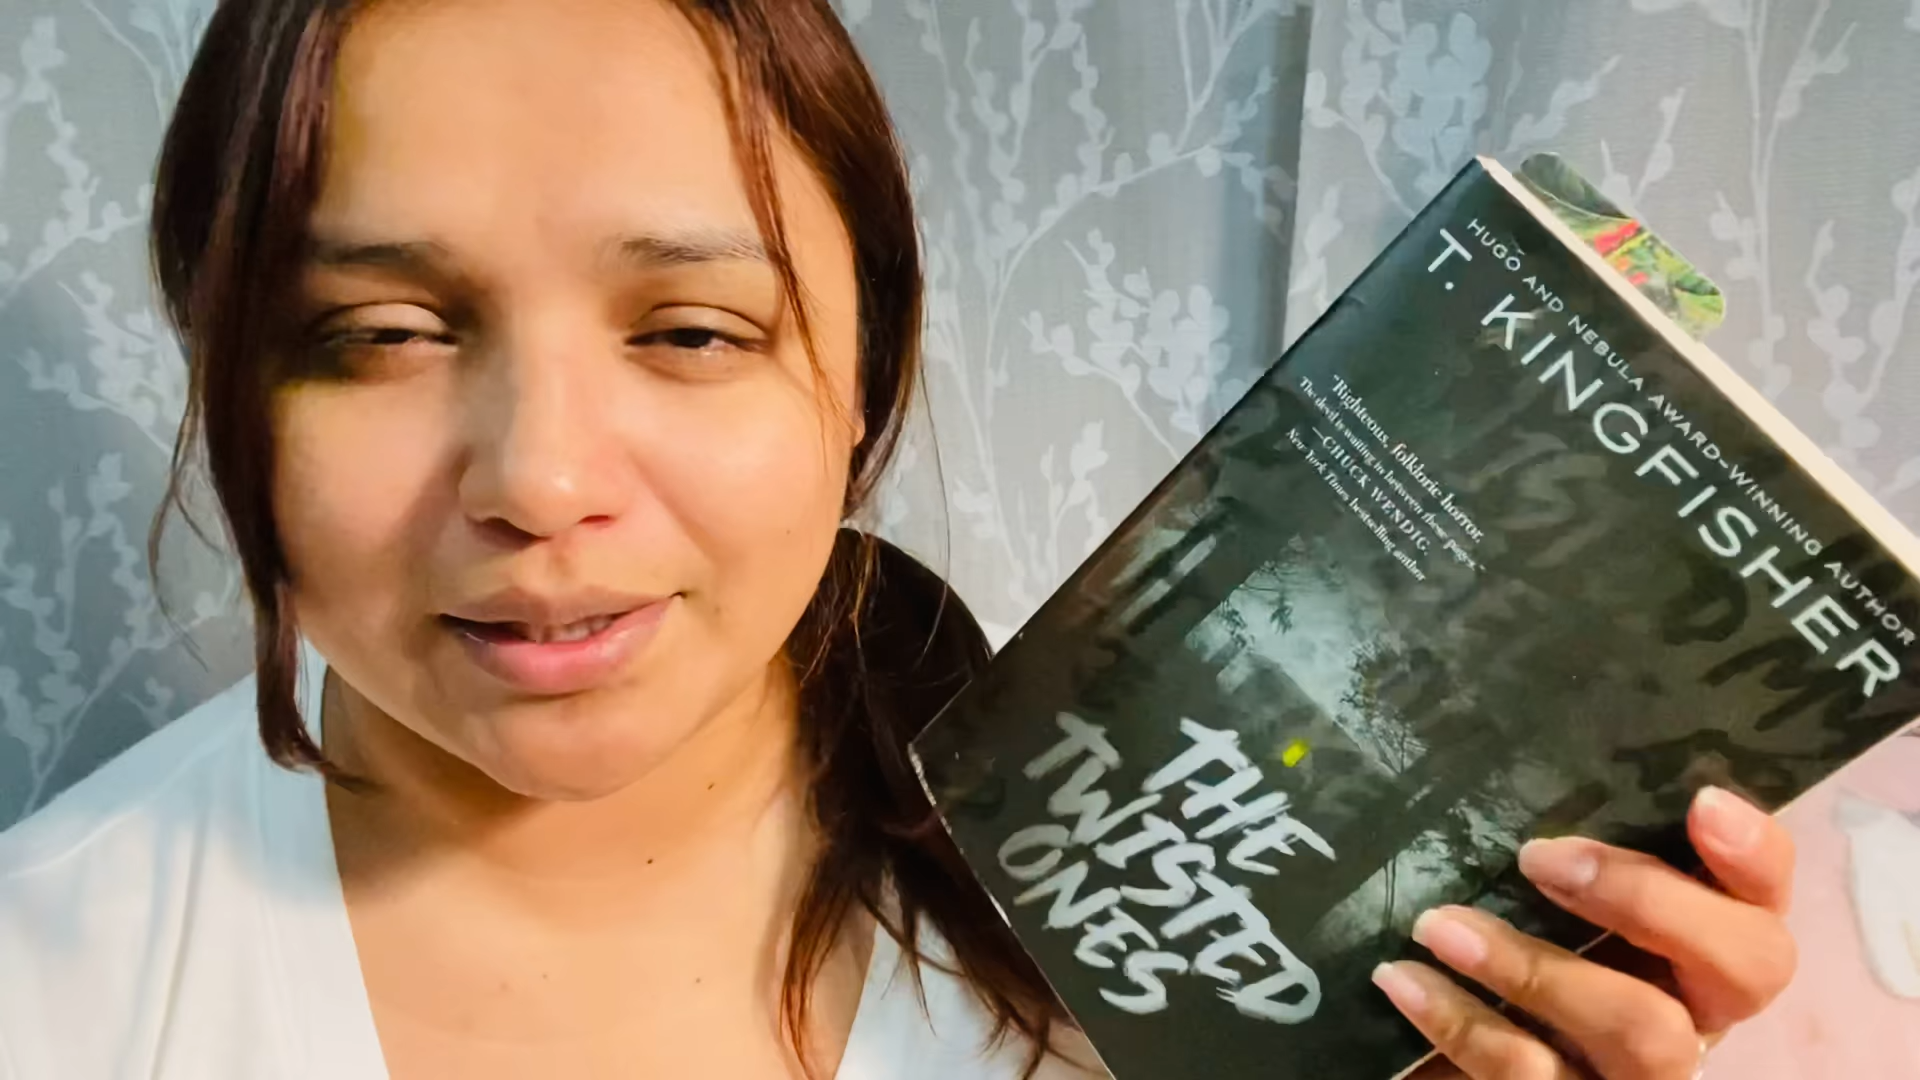 HUGO AND NEBULA AWARD-WINNING AUTHOR
T. KINGFISHER
"Righteous, folkloric horror.
The devil is waiting in between these pages."
—CHUCK WENDIG,
New York Times bestselling author
THE
TWISTED
ONES